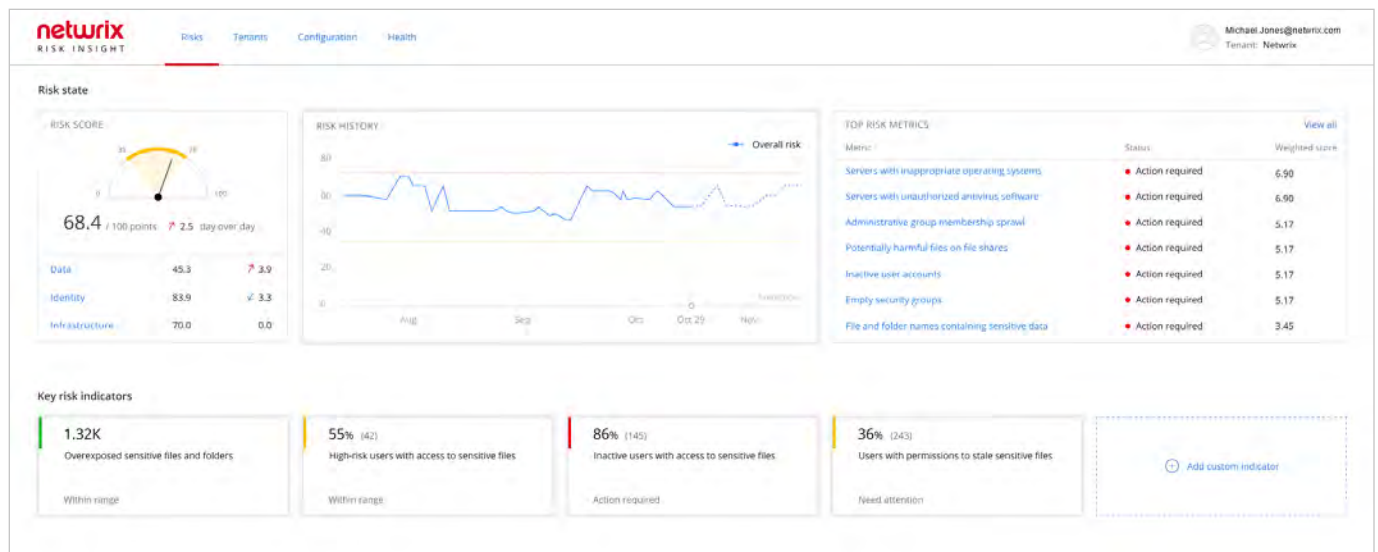 netwrix
RISK INSIGHT
Risks Tenants Configuration Health
Michael.Jones@netwrix.com
Tenant: Netwrix
Risk state
RISK SCORE
0 100
68.4 / 100 points 2.5 day over day
Data 45.3 3.9
Identity 83.9 3.3
Infrastructure 70.0 0.0
RISK HISTORY
Overall risk
80
60
40
20
0
Aug Sep Oct Oct 29 Nov
TOP RISK METRICS View all
Metric Status Weighted score
Servers with inappropriate operating systems Action required 6.90
Servers with unauthorized antivirus software Action required 6.90
Administrative group membership sprawl Action required 5.17
Potentially harmful files on file shares Action required 5.17
Inactive user accounts Action required 5.17
Empty security groups Action required 5.17
File and folder names containing sensitive data Action required 3.45
Key risk indicators
1.32K
Overexposed sensitive files and folders
Within range
55% (42)
High-risk users with access to sensitive files
Within range
86% (145)
Inactive users with access to sensitive files
Action required
36% (243)
Users with permissions to stale sensitive files
Need attention
Add custom indicator